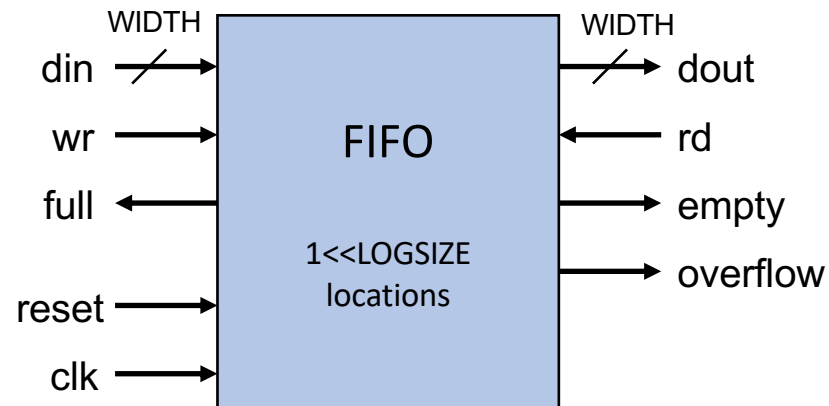 WIDTH
din
wr
full
reset
clk
FIFO
1<<LOGSIZE
locations
WIDTH
dout
rd
empty
overflow